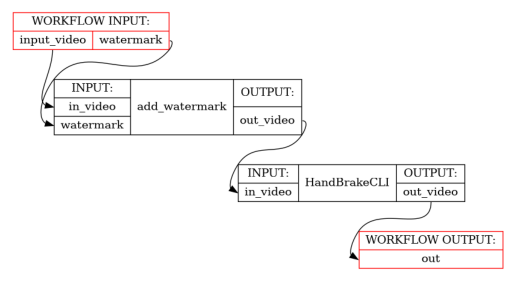 WORKFLOW INPUT:
input_video watermark
INPUT: OUTPUT:
in_video add_watermark
watermark out_video
INPUT: HandBrakeCLI OUTPUT:
in_video out_video
WORKFLOW OUTPUT:
out